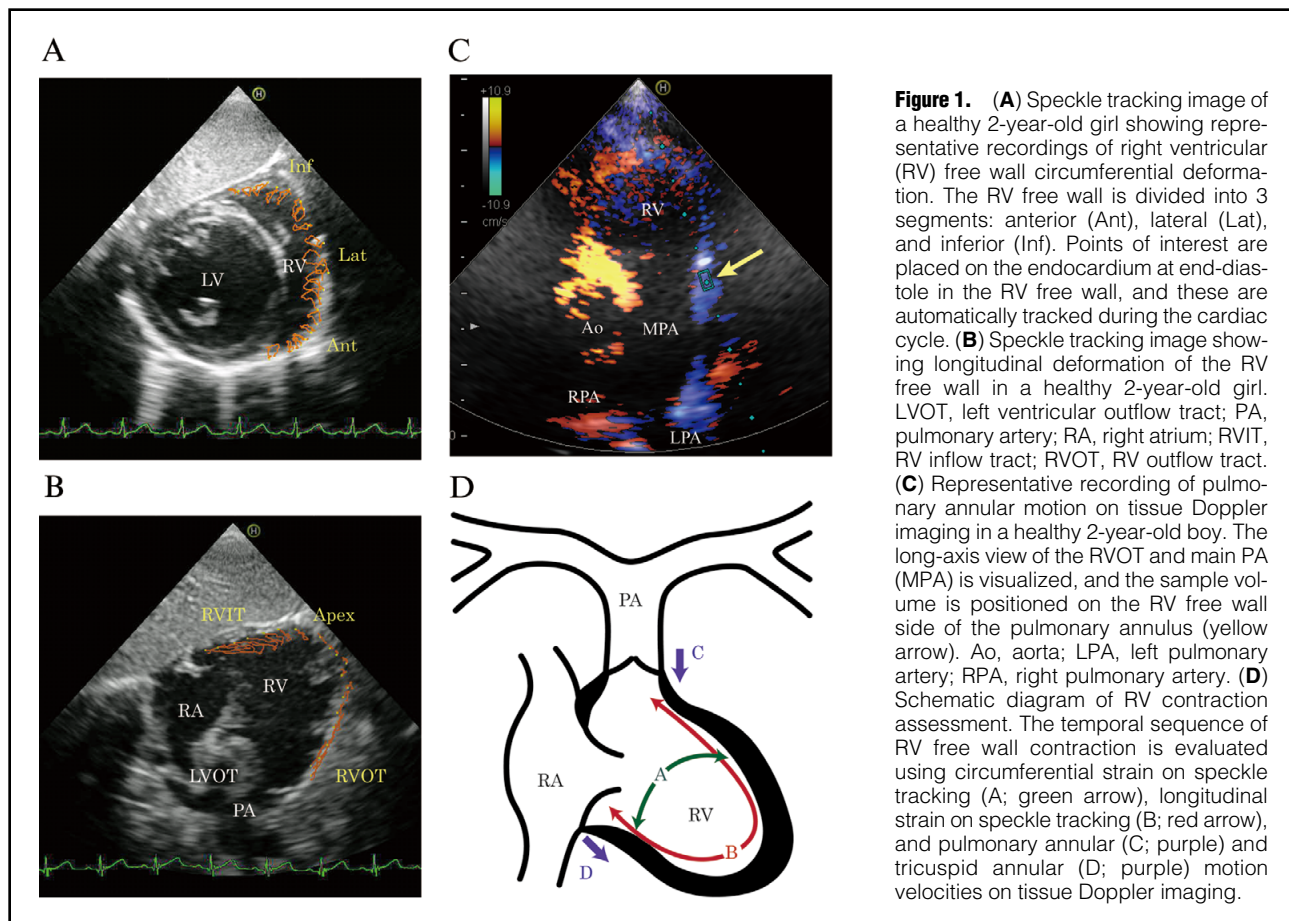 A
H
Inf
LV
RV
Lat
Ant
B
H
RVIT
Apex
RV
RA
LVOT
RVOT
PA
C
H
+10.9
-10.9
cm/s
RV
Ao
MPA
RPA
LPA
0
D
PA
C
A
RA
RV
B
D
Figure 1. (A) Speckle tracking image of
a healthy 2-year-old girl showing repre-
sentative recordings of right ventricular
(RV) free wall circumferential deforma-
tion. The RV free wall is divided into 3
segments: anterior (Ant), lateral (Lat),
and inferior (Inf). Points of interest are
placed on the endocardium at end-dias-
tole in the RV free wall, and these are
automatically tracked during the cardiac
cycle. (B) Speckle tracking image show-
ing longitudinal deformation of the RV
free wall in a healthy 2-year-old girl.
LVOT, left ventricular outflow tract; PA,
pulmonary artery; RA, right atrium; RVIT,
RV inflow tract; RVOT, RV outflow tract.
(C) Representative recording of pulmo-
nary annular motion on tissue Doppler
imaging in a healthy 2-year-old boy. The
long-axis view of the RVOT and main PA
(MPA) is visualized, and the sample vol-
ume is positioned on the RV free wall
side of the pulmonary annulus (yellow
arrow). Ao, aorta; LPA, left pulmonary
artery; RPA, right pulmonary artery. (D)
Schematic diagram of RV contraction
assessment. The temporal sequence of
RV free wall contraction is evaluated
using circumferential strain on speckle
tracking (A; green arrow), longitudinal
strain on speckle tracking (B; red arrow),
and pulmonary annular (C; purple) and
tricuspid annular (D; purple) motion
velocities on tissue Doppler imaging.